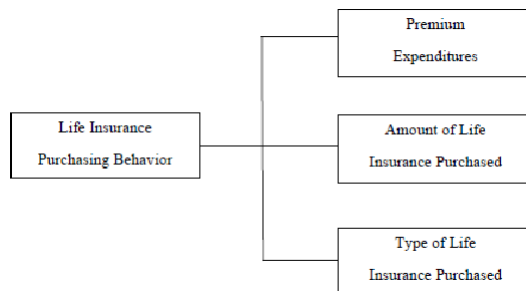 Premium
Expenditures
Life Insurance
Purchasing Behavior
Amount of Life
Insurance Purchased
Type of Life
Insurance Purchased